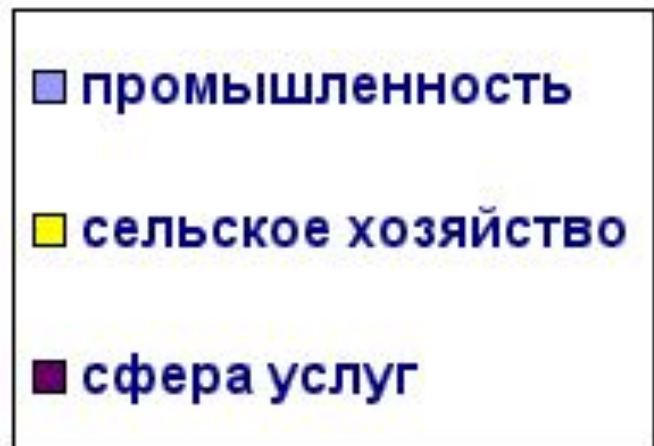 промышленность
сельское хозяйство
сфера услуг